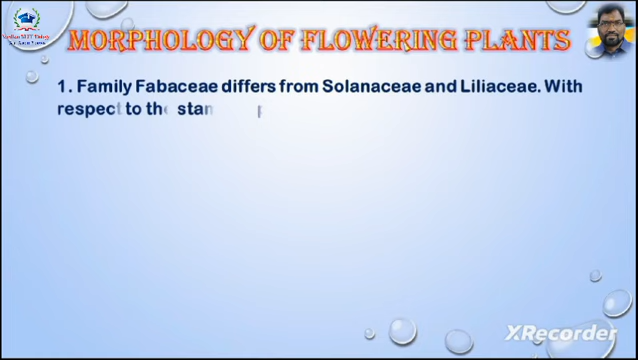 MORPHOLOGY OF FLOWERING PLANTS
1. Family Fabaceae differs from Solanaceae and Liliaceae. With
respect to the stam p
XRecorder